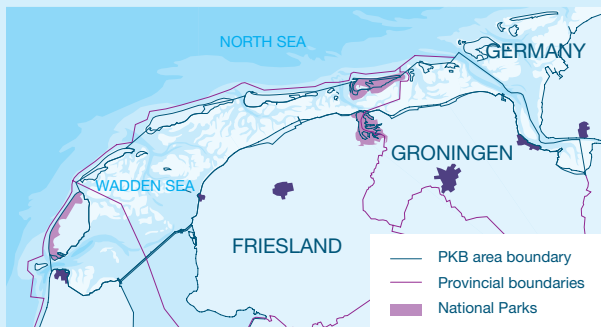 NORTH SEA
GERMANY
GRONINGEN
WADDEN SEA
FRIESLAND
PKB area boundary
Provincial boundaries
National Parks